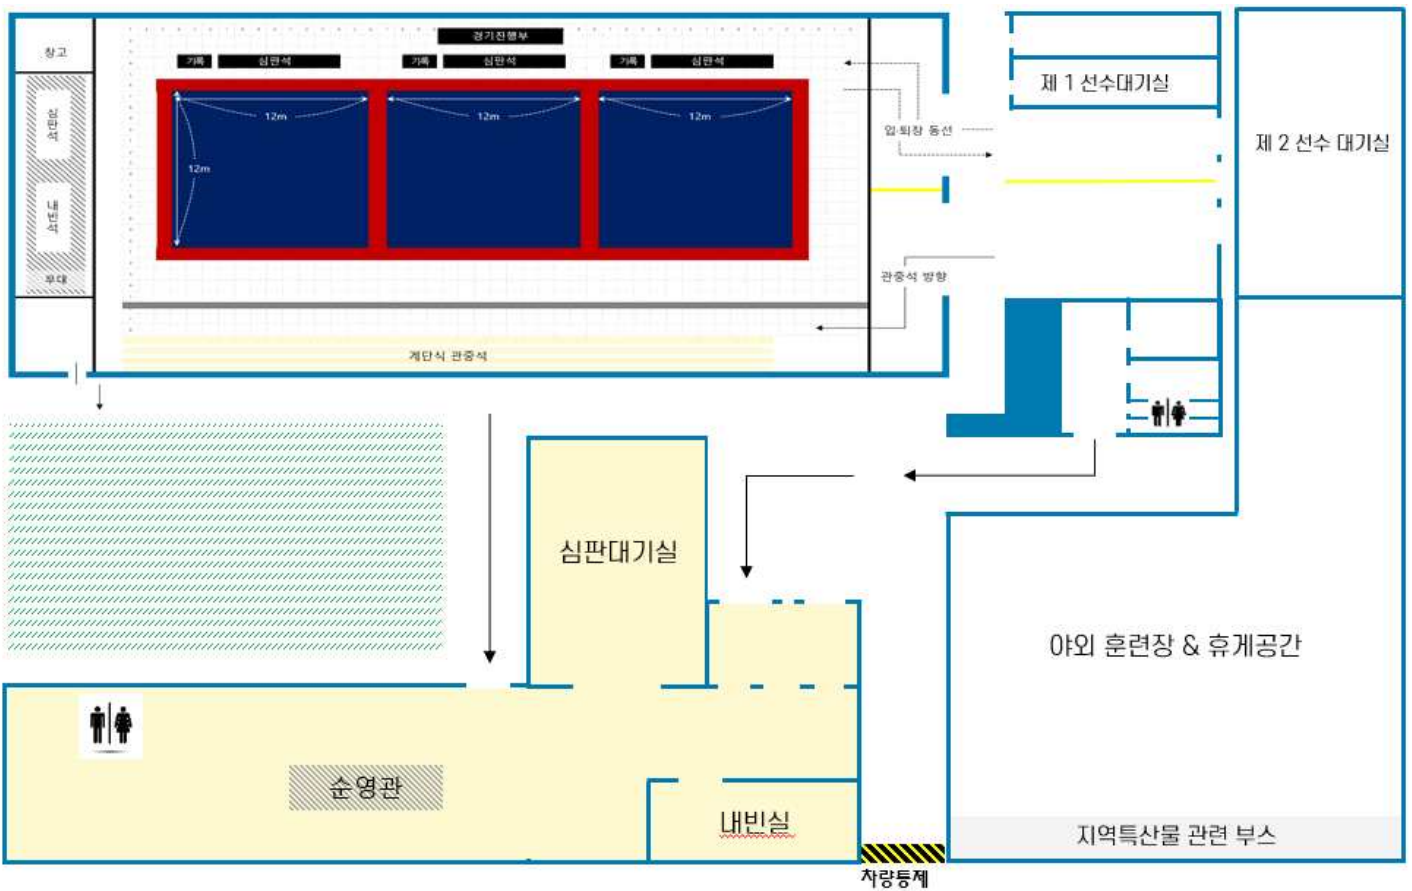 경기진행부
창고
기록
심판석
기록
심판석
기록
심판석
제 1 선수대기실
심판석
12m
12m
12m
입·퇴장 동선
제 2 선수 대기실
12m
내빈석
무대
관중석 방향
계단식 관중석
심판대기실
야외 훈련장 & 휴게공간
순영관
내빈실
지역특산물 관련 부스
차량통제